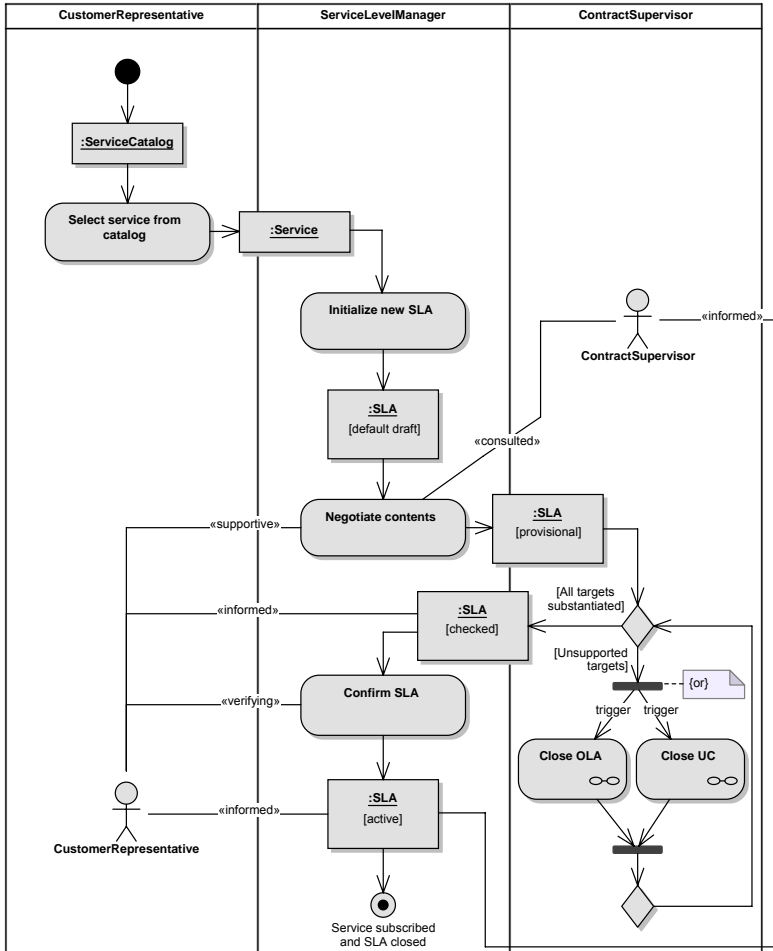 CustomerRepresentative
ServiceLevelManager
ContractSupervisor
:ServiceCatalog
Select service from
catalog
:Service
Initialize new SLA
«informed»
ContractSupervisor
:SLA
[default draft]
«consulted»
Negotiate contents
:SLA
[provisional]
«supportive»
[All targets
substantiated]
«informed»
:SLA
[checked]
[Unsupported
targets]
{or}
«verifying»
Confirm SLA
trigger
trigger
Close OLA
Close UC
:SLA
[active]
«informed»
CustomerRepresentative
Service subscribed
and SLA closed